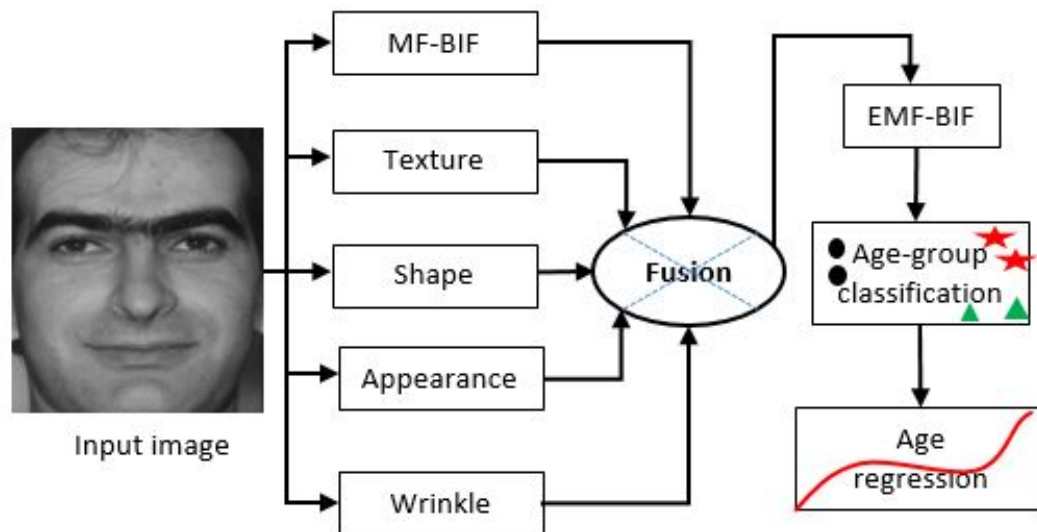 MF-BIF
Texture
Shape
Appearance
Wrinkle
Input image
Fusion
EMF-BIF
Age-group
classification
Age
regression